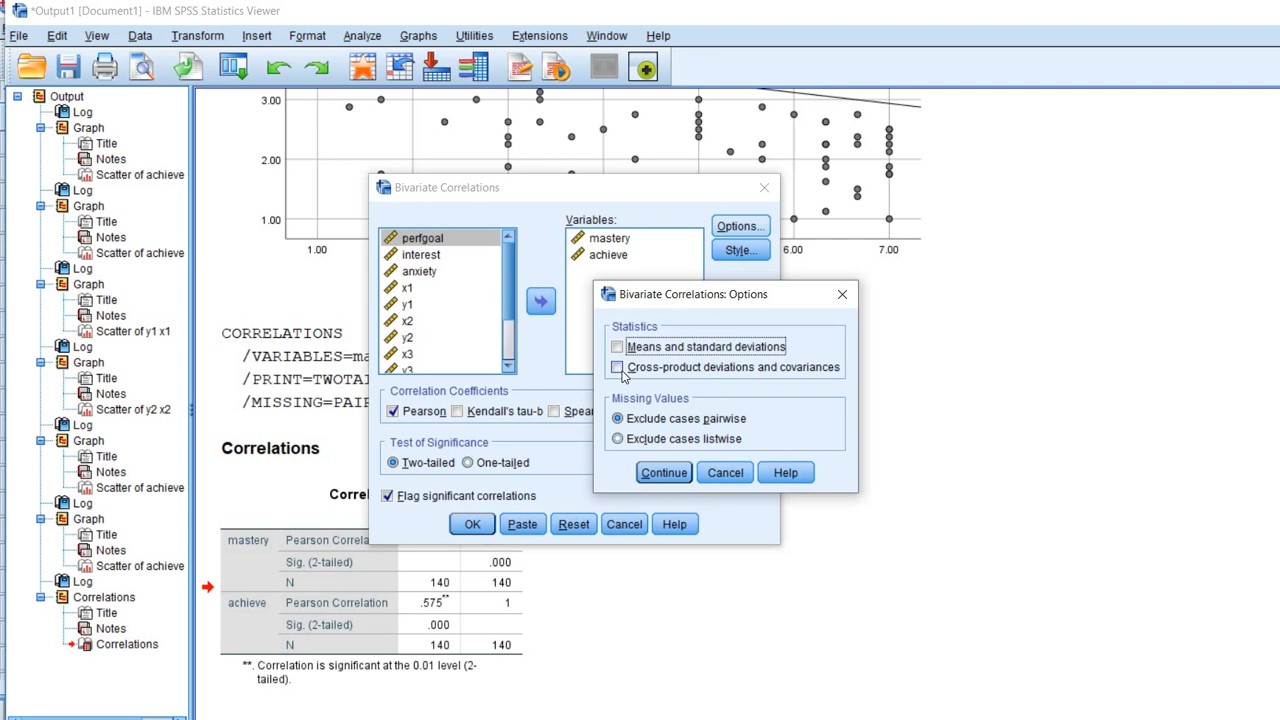 *Output1 [Document1] - IBM SPSS Statistics Viewer
File Edit View Data Transform Insert Format Analyze Graphs Utilities Extensions Window Help
Output
Log
Graph
Title
Notes
Scatter of achieve
Log
Graph
Title
Notes
Scatter of achieve
Log
Graph
Title
Notes
Scatter of y1 x1
Log
Graph
Title
Notes
Scatter of y2 x2
Log
Graph
Title
Notes
Scatter of achieve
Log
Graph
Title
Notes
Scatter of achieve
Log
Correlations
Title
Notes
Correlations
3.00
2.00
1.00
1.00 6.00 7.00
CORRELATIONS
/VARIABLES=ma
/PRINT=TWOTAI
/MISSING=PAIR
Correlations
Correl
mastery Pearson Correla
Sig. (2-tailed) .000
N 140 140
achieve Pearson Correlation .575** 1
Sig. (2-tailed) .000
N 140 140
**. Correlation is significant at the 0.01 level (2-
tailed).
Bivariate Correlations
perfgoal
interest
anxiety
x1
y1
x2
y2
x3
y3
Variables:
mastery
achieve
Options...
Style...
Correlation Coefficients
Pearson Kendall's tau-b Spear
Test of Significance
Two-tailed One-tailed
Flag significant correlations
OK Paste Reset Cancel Help
Bivariate Correlations: Options
Statistics
Means and standard deviations
Cross-product deviations and covariances
Missing Values
Exclude cases pairwise
Exclude cases listwise
Continue Cancel Help